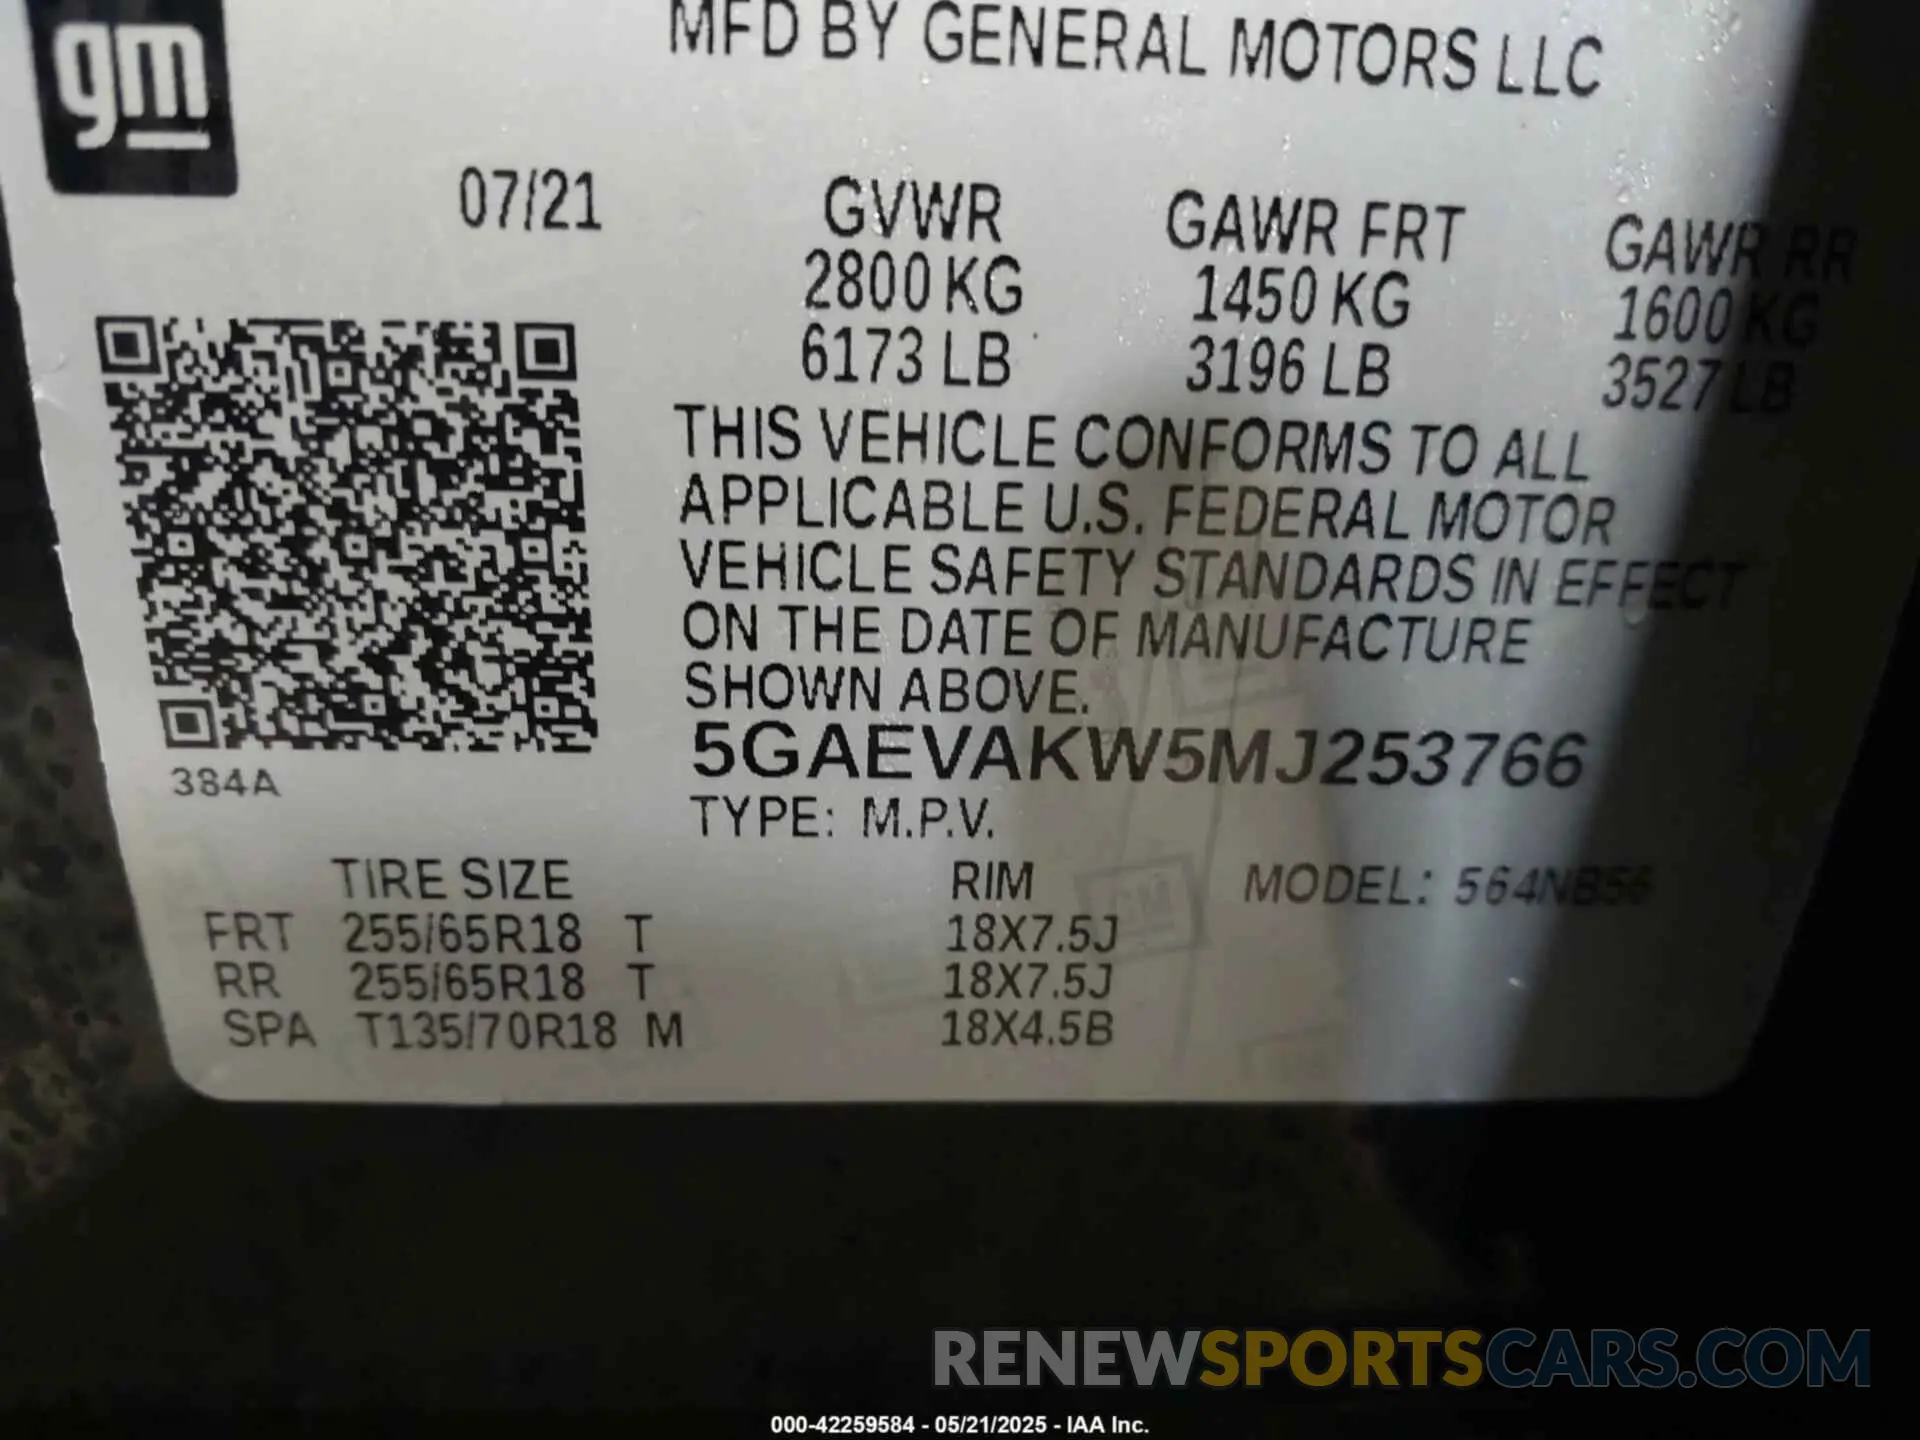 gm
MFD BY GENERAL MOTORS LLC
07/21
GVWR
2800 KG
6173 LB
GAWR FRT
1450 KG
3196 LB
GAWR RR
1600 KG
3527 LB
THIS VEHICLE CONFORMS TO ALL
APPLICABLE U.S. FEDERAL MOTOR
VEHICLE SAFETY STANDARDS IN EFFECT
ON THE DATE OF MANUFACTURE
SHOWN ABOVE.
5GAEVAKW5MJ253766
384A
TYPE: M.P.V.
TIRE SIZE RIM MODEL: 564NB56
FRT 255/65R18 T 18X7.5J
RR 255/65R18 T 18X7.5J
SPA T135/70R18 M 18X4.5B
GM
RENEWSPORTSCARS.COM
000-42259584 - 05/21/2025 - IAA Inc.